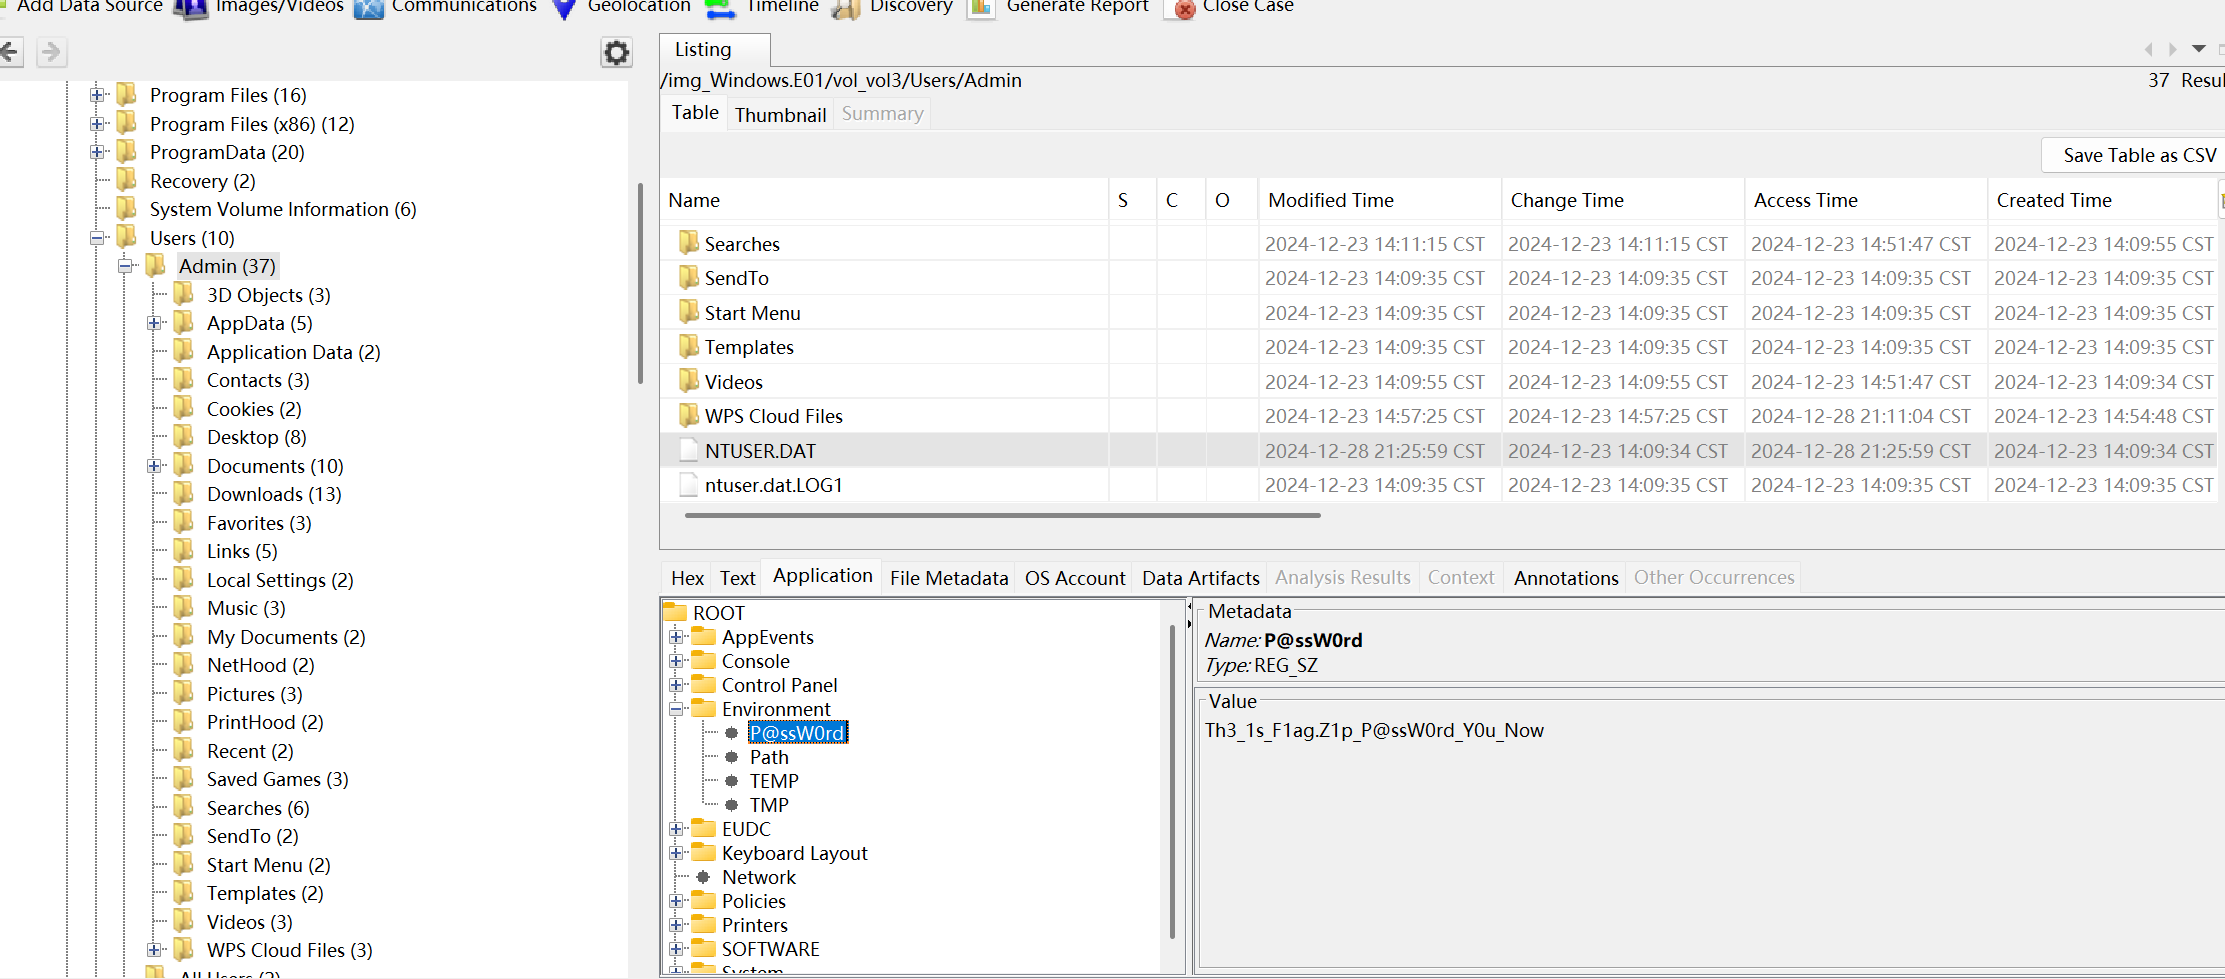 Add Data Source Images/Videos Communications Geolocation Timeline Discovery Generate Report Close Case
Program Files (16)
Program Files (x86) (12)
ProgramData (20)
Recovery (2)
System Volume Information (6)
Users (10)
Admin (37)
3D Objects (3)
AppData (5)
Application Data (2)
Contacts (3)
Cookies (2)
Desktop (8)
Documents (10)
Downloads (13)
Favorites (3)
Links (5)
Local Settings (2)
Music (3)
My Documents (2)
NetHood (2)
Pictures (3)
PrintHood (2)
Recent (2)
Saved Games (3)
Searches (6)
SendTo (2)
Start Menu (2)
Templates (2)
Videos (3)
WPS Cloud Files (3)
All Users (2)
Listing
/img_Windows.E01/vol_vol3/Users/Admin 37 Resul
Table Thumbnail Summary
Save Table as CSV
Name S C O Modified Time Change Time Access Time Created Time
Searches 2024-12-23 14:11:15 CST 2024-12-23 14:11:15 CST 2024-12-23 14:51:47 CST 2024-12-23 14:09:55 CST
SendTo 2024-12-23 14:09:35 CST 2024-12-23 14:09:35 CST 2024-12-23 14:09:35 CST 2024-12-23 14:09:35 CST
Start Menu 2024-12-23 14:09:35 CST 2024-12-23 14:09:35 CST 2024-12-23 14:09:35 CST 2024-12-23 14:09:35 CST
Templates 2024-12-23 14:09:35 CST 2024-12-23 14:09:35 CST 2024-12-23 14:09:35 CST 2024-12-23 14:09:35 CST
Videos 2024-12-23 14:09:55 CST 2024-12-23 14:09:55 CST 2024-12-23 14:51:47 CST 2024-12-23 14:09:34 CST
WPS Cloud Files 2024-12-23 14:57:25 CST 2024-12-23 14:57:25 CST 2024-12-28 21:11:04 CST 2024-12-23 14:54:48 CST
NTUSER.DAT 2024-12-28 21:25:59 CST 2024-12-23 14:09:34 CST 2024-12-28 21:25:59 CST 2024-12-23 14:09:34 CST
ntuser.dat.LOG1 2024-12-23 14:09:35 CST 2024-12-23 14:09:35 CST 2024-12-23 14:09:35 CST 2024-12-23 14:09:35 CST
Hex Text Application File Metadata OS Account Data Artifacts Analysis Results Context Annotations Other Occurrences
ROOT
AppEvents
Console
Control Panel
Environment
P@ssW0rd
Path
TEMP
TMP
EUDC
Keyboard Layout
Network
Policies
Printers
SOFTWARE
System
Metadata
Name: P@ssW0rd
Type: REG_SZ
Value
Th3_1s_F1ag.Z1p_P@ssW0rd_Y0u_Now